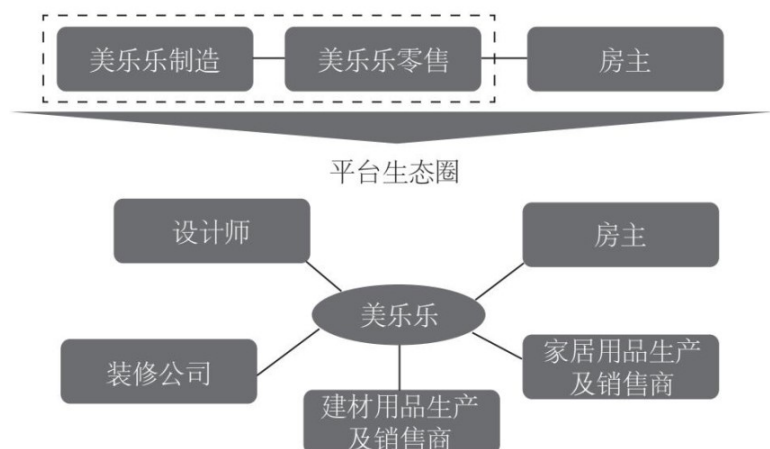 美乐乐制造
美乐乐零售
房主
平台生态圈
设计师
房主
美乐乐
装修公司
家居用品生产
及销售商
建材用品生产
及销售商